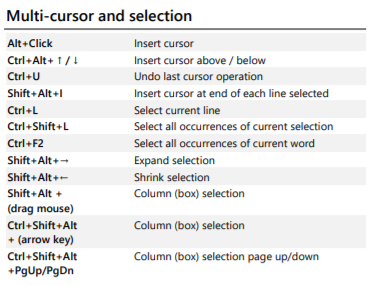 Multi-cursor and selection
Alt+Click Insert cursor
Ctrl+Alt+ ↑ / ↓ Insert cursor above / below
Ctrl+U Undo last cursor operation
Shift+Alt+I Insert cursor at end of each line selected
Ctrl+L Select current line
Ctrl+Shift+L Select all occurrences of current selection
Ctrl+F2 Select all occurrences of current word
Shift+Alt+→ Expand selection
Shift+Alt+← Shrink selection
Shift+Alt + Column (box) selection
(drag mouse)
Ctrl+Shift+Alt Column (box) selection
+ (arrow key)
Ctrl+Shift+Alt Column (box) selection page up/down
+PgUp/PgDn